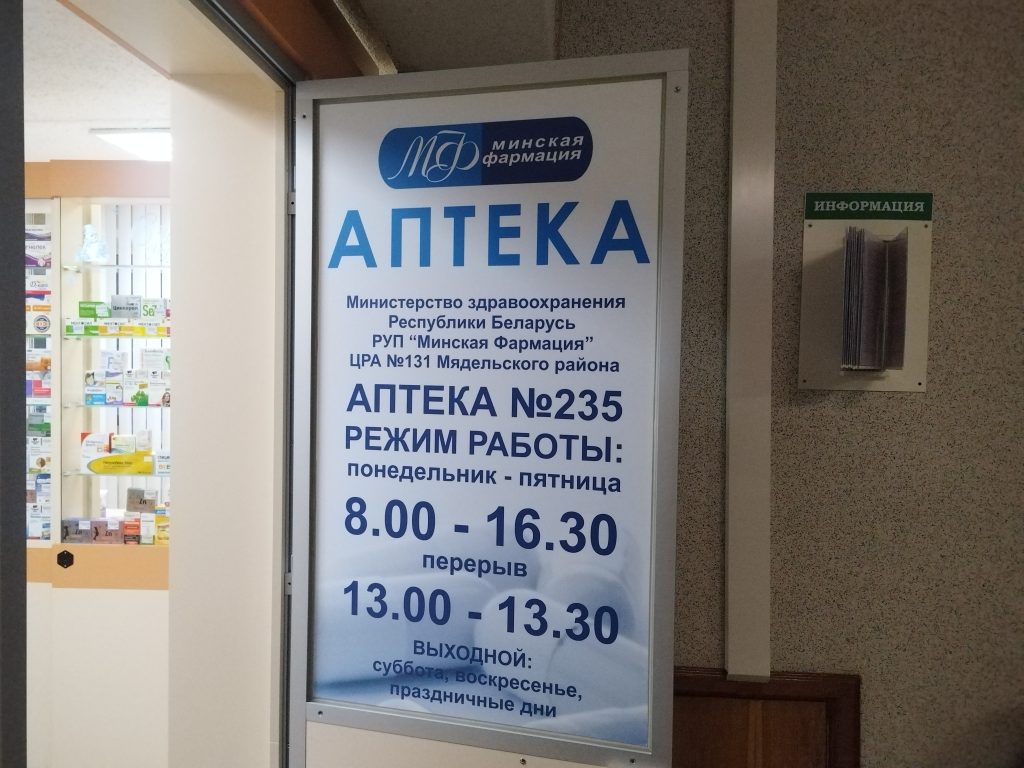 МФ минская
фармация
АПТЕКА
Министерство здравоохранения
Республики Беларусь
РУП “Минская Фармация”
ЦРА №131 Мядельского района
АПТЕКА №235
РЕЖИМ РАБОТЫ:
понедельник - пятница
8.00 - 16.30
перерыв
13.00 - 13.30
ВЫХОДНОЙ:
суббота, воскресенье,
праздничные дни
ИНФОРМАЦИЯ